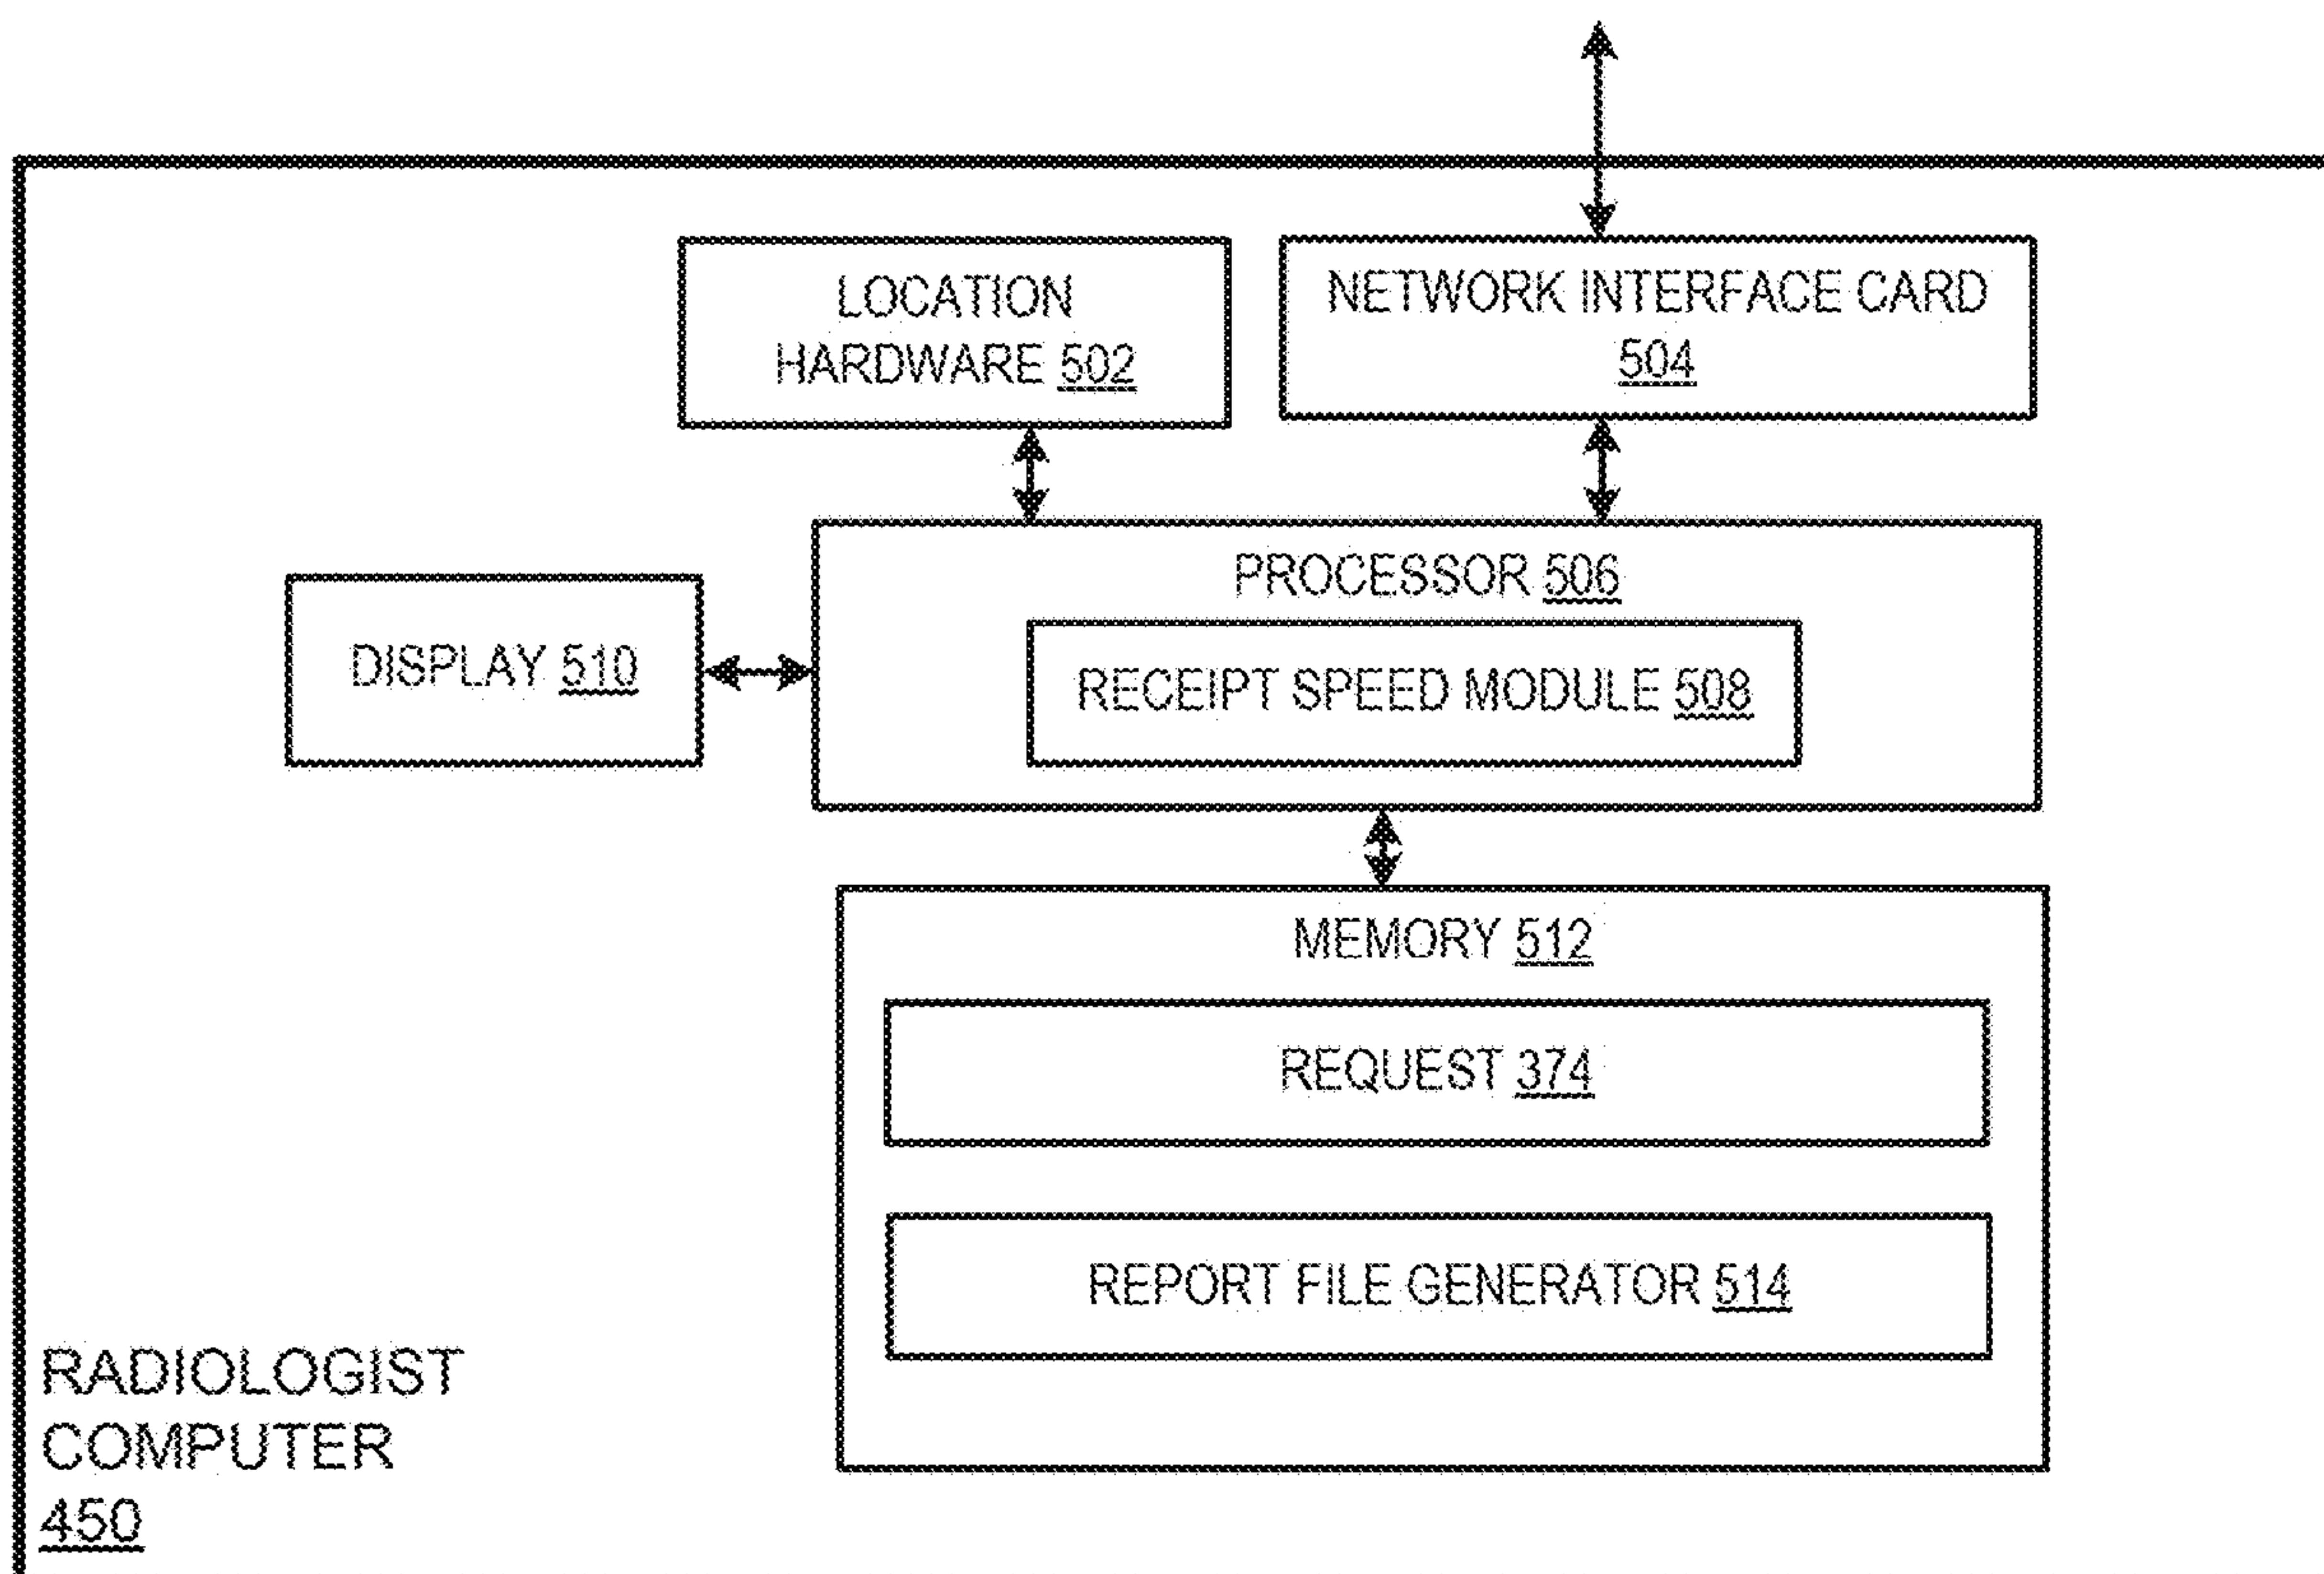 LOCATION
HARDWARE 502
NETWORK INTERFACE CARD
504
PROCESSOR 506
RECEIPT SPEED MODULE 508
DISPLAY 510
MEMORY 512
REQUEST 374
REPORT FILE GENERATOR 514
RADIOLOGIST
COMPUTER
450